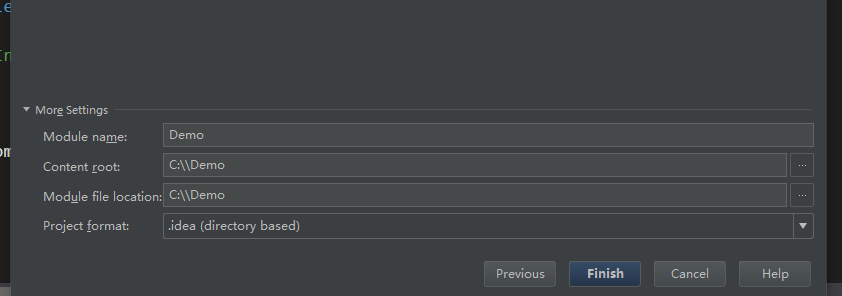 More Settings
Module name: Demo
Content root: C:\\Demo ...
Module file location: C:\\Demo ...
Project format: .idea (directory based)
Previous Finish Cancel Help